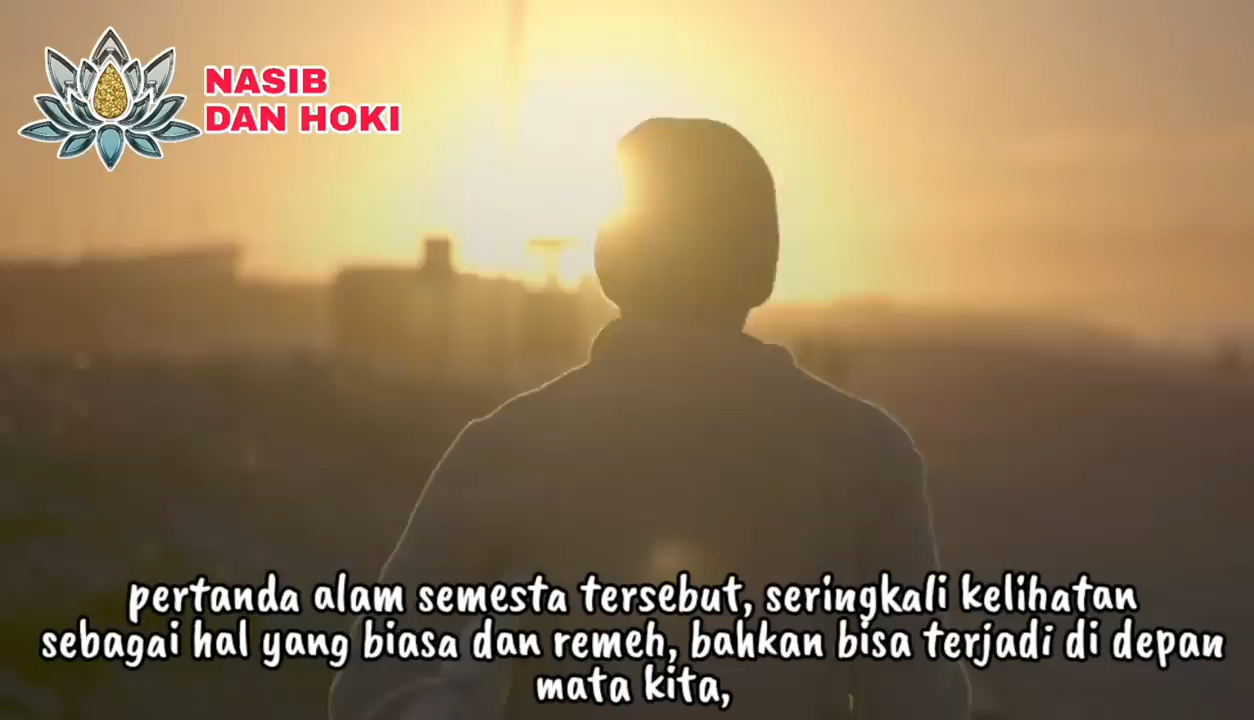 NASIB
DAN HOKI
pertanda alam semesta tersebut, seringkali kelihatan
sebagai hal yang biasa dan remeh, bahkan bisa terjadi di depan
mata kita,